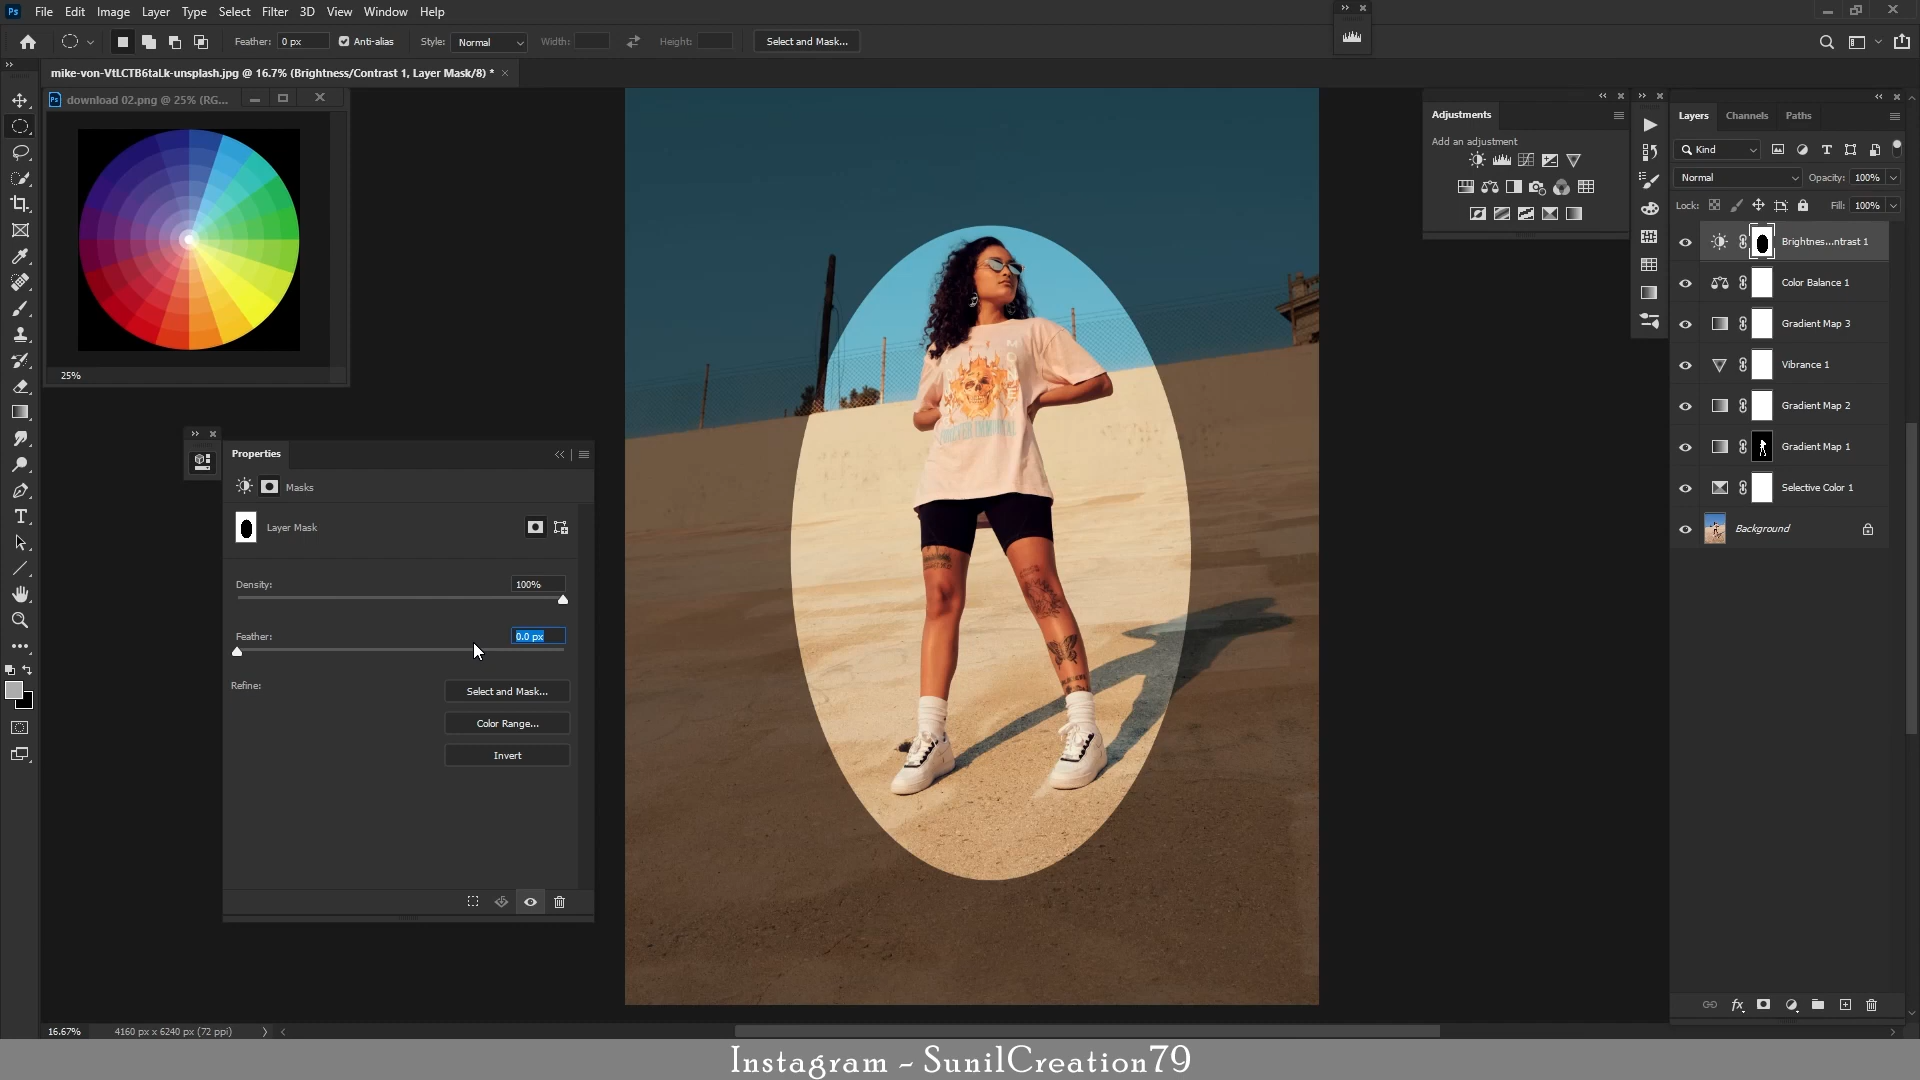 File Edit Image Layer Type Select Filter 3D View Window Help
Feather: 0 px Anti-alias Style: Normal Width: Height: Select and Mask...
mike-von-VtLCTB6taLk-unsplash.jpg @ 16.7% (Brightness/Contrast 1, Layer Mask/8) *
download 02.png @ 25% (RG...
25%
Properties
Masks
Layer Mask
Density: 100%
Feather: 0.0 px
Refine: Select and Mask...
Color Range...
Invert
Adjustments
Add an adjustment
Layers Channels Paths
Kind
Normal Opacity: 100%
Lock: Fill: 100%
Brightnes...ntrast 1
Color Balance 1
Gradient Map 3
Vibrance 1
Gradient Map 2
Gradient Map 1
Selective Color 1
Background
16.67% 4160 px x 6240 px (72 ppi)
Instagram - SunilCreation79